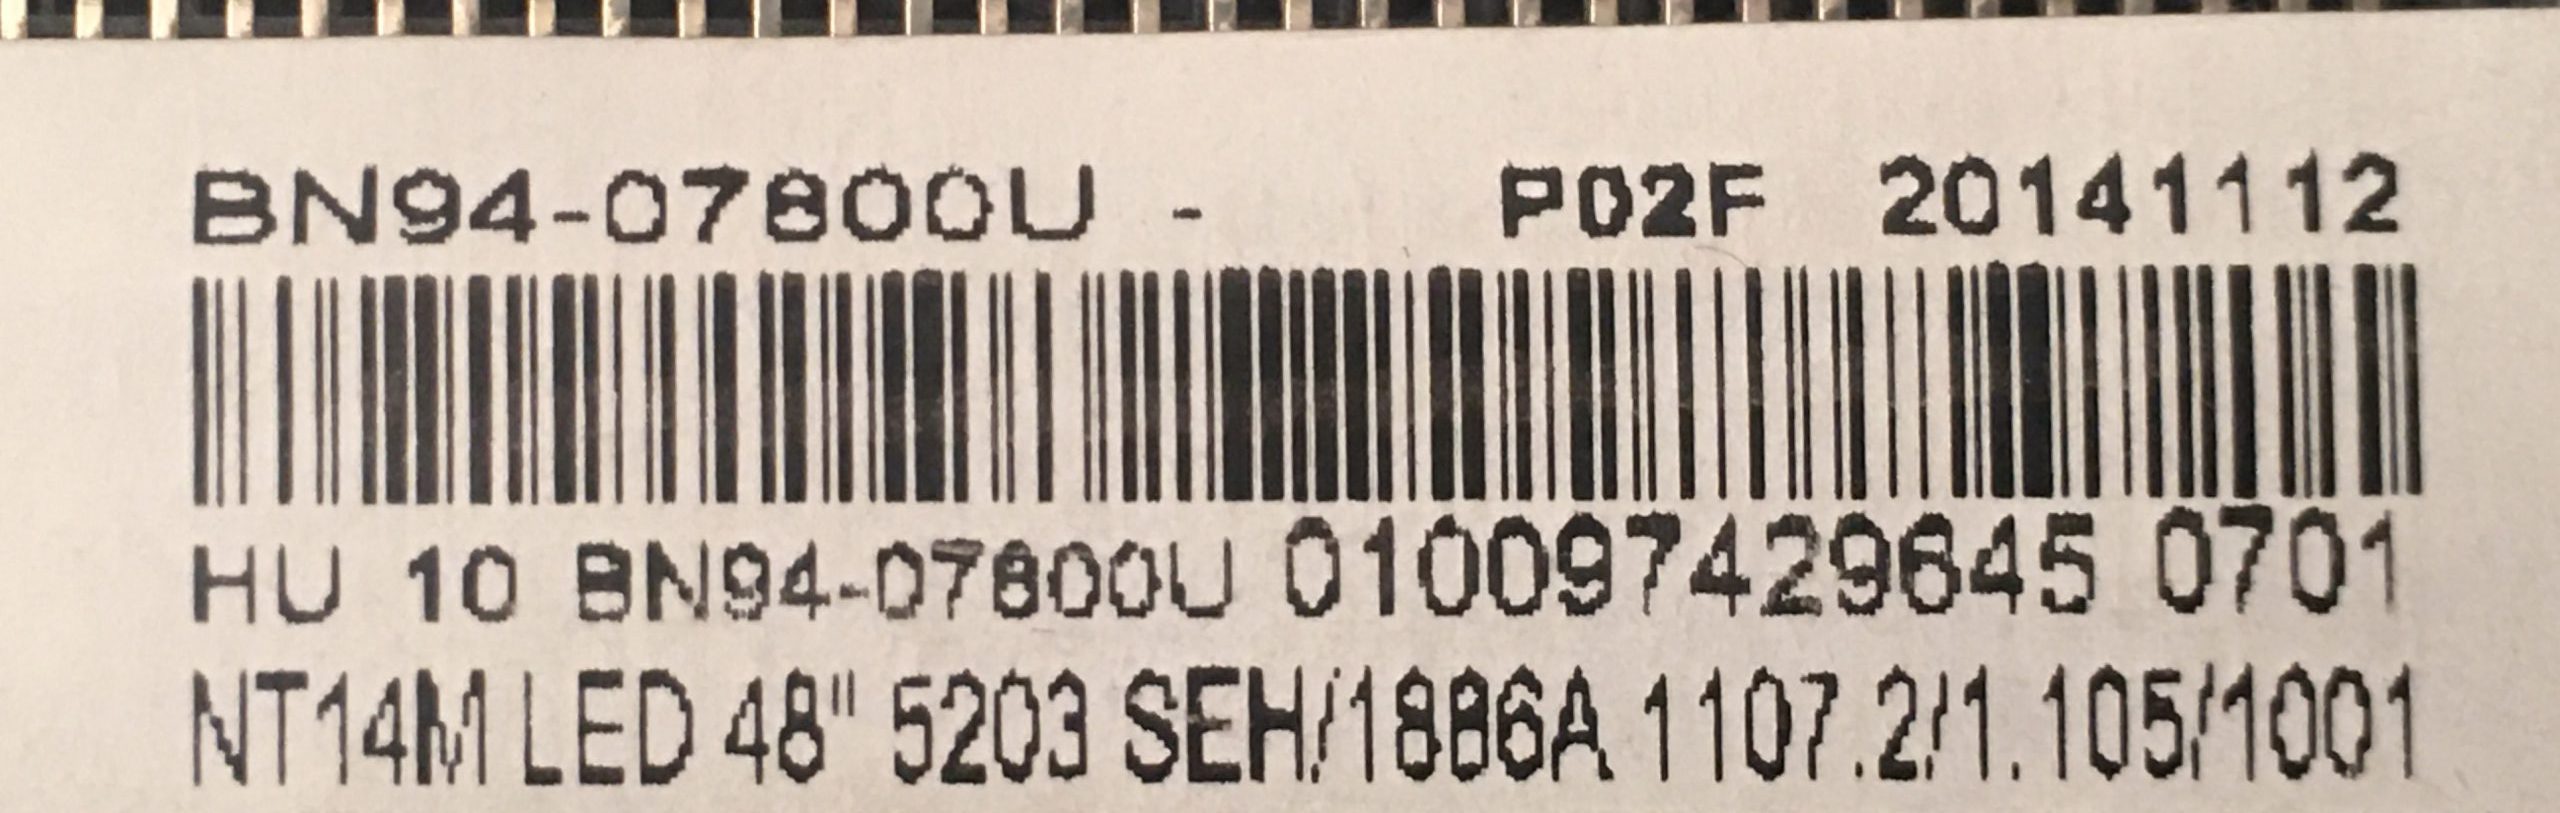 BN94-07800U - P02F 20141112
HU 10 BN94-07800U 010097429645 0701
NT14M LED 48" 5203 SEH/1886A 1107.2/1.105/1001